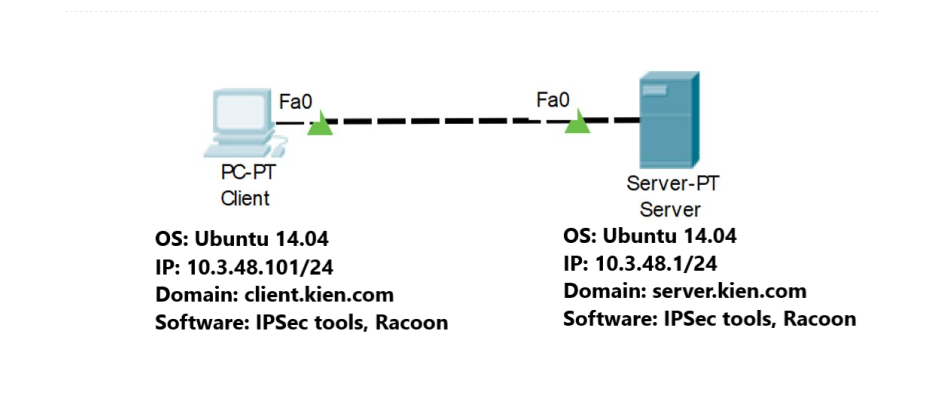 Fa0
Fa0
PC-PT
Client
Server-PT
Server
OS: Ubuntu 14.04
IP: 10.3.48.101/24
Domain: client.kien.com
Software: IPSec tools, Racoon
OS: Ubuntu 14.04
IP: 10.3.48.1/24
Domain: server.kien.com
Software: IPSec tools, Racoon